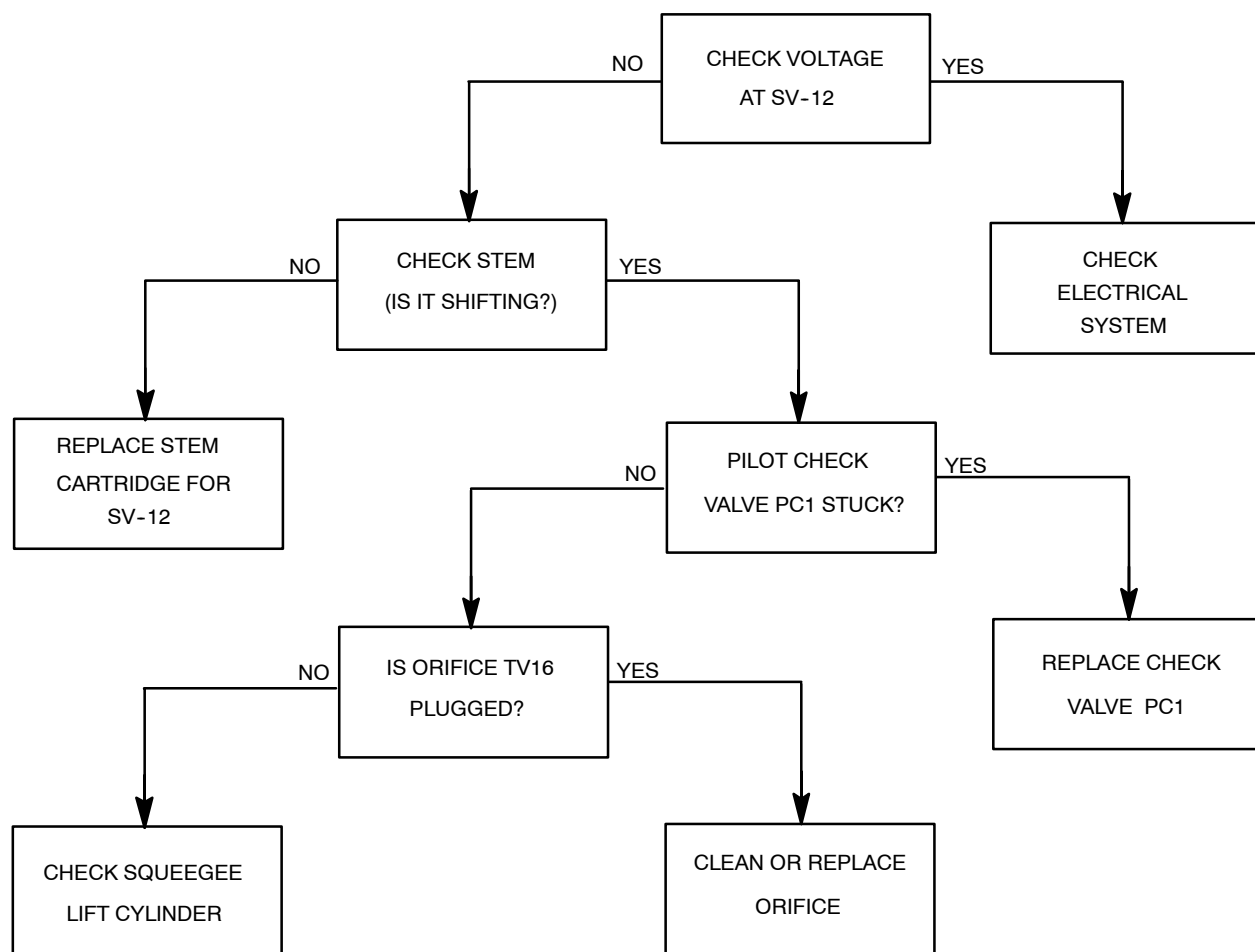 NO
CHECK VOLTAGE
AT SV-12
YES
NO
CHECK STEM
(IS IT SHIFTING?)
YES
CHECK
ELECTRICAL
SYSTEM
REPLACE STEM
CARTRIDGE FOR
SV-12
NO
PILOT CHECK
VALVE PC1 STUCK?
YES
NO
IS ORIFICE TV16
PLUGGED?
YES
REPLACE CHECK
VALVE PC1
CHECK SQUEEGEE
LIFT CYLINDER
CLEAN OR REPLACE
ORIFICE